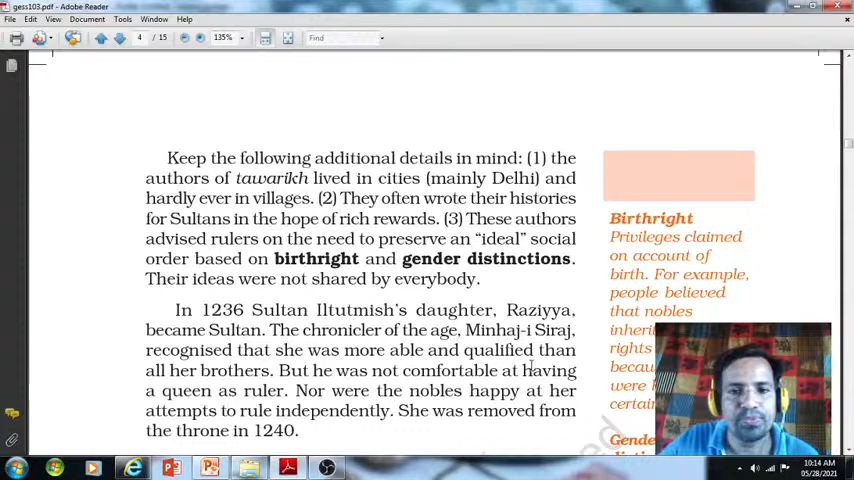 gess103.pdf - Adobe Reader
File Edit View Document Tools Window Help
4 / 15 135% Find
Keep the following additional details in mind: (1) the
authors of tawarikh lived in cities (mainly Delhi) and
hardly ever in villages. (2) They often wrote their histories
for Sultans in the hope of rich rewards. (3) These authors
advised rulers on the need to preserve an “ideal” social
order based on birthright and gender distinctions.
Their ideas were not shared by everybody.
In 1236 Sultan Iltutmish’s daughter, Raziyya,
became Sultan. The chronicler of the age, Minhaj-i Siraj,
recognised that she was more able and qualified than
all her brothers. But he was not comfortable at having
a queen as ruler. Nor were the nobles happy at her
attempts to rule independently. She was removed from
the throne in 1240.
Birthright
Privileges claimed
on account of
birth. For example,
people believed
that nobles
inheri
rights
becau
were
certai
Gende
10:14 AM
05/28/2021